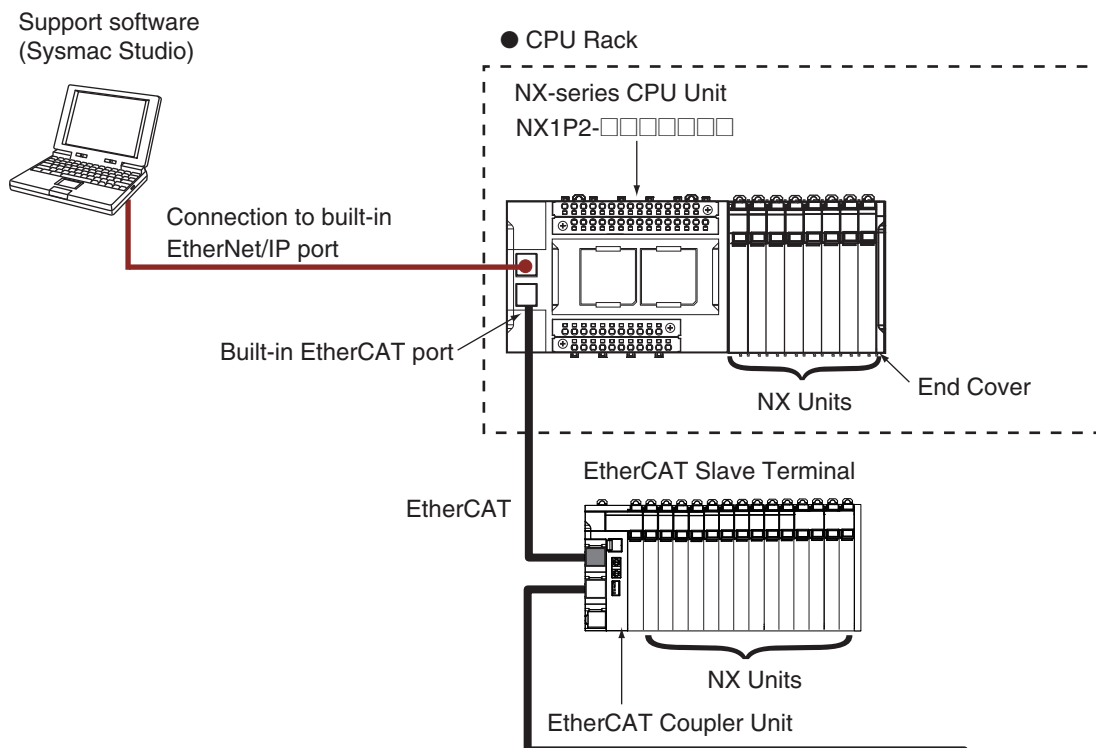 Support software
(Sysmac Studio)
● CPU Rack
NX-series CPU Unit
NX1P2-□□□□□□□
Connection to built-in
EtherNet/IP port
Built-in EtherCAT port
End Cover
NX Units
EtherCAT Slave Terminal
EtherCAT
NX Units
EtherCAT Coupler Unit